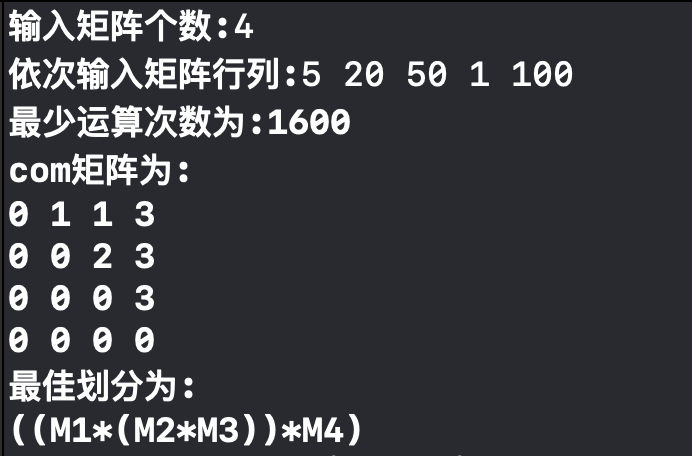 输入矩阵个数:4
依次输入矩阵行列:5 20 50 1 100
最少运算次数为:1600
com矩阵为:
0 1 1 3
0 0 2 3
0 0 0 3
0 0 0 0
最佳划分为:
((M1*(M2*M3))*M4)